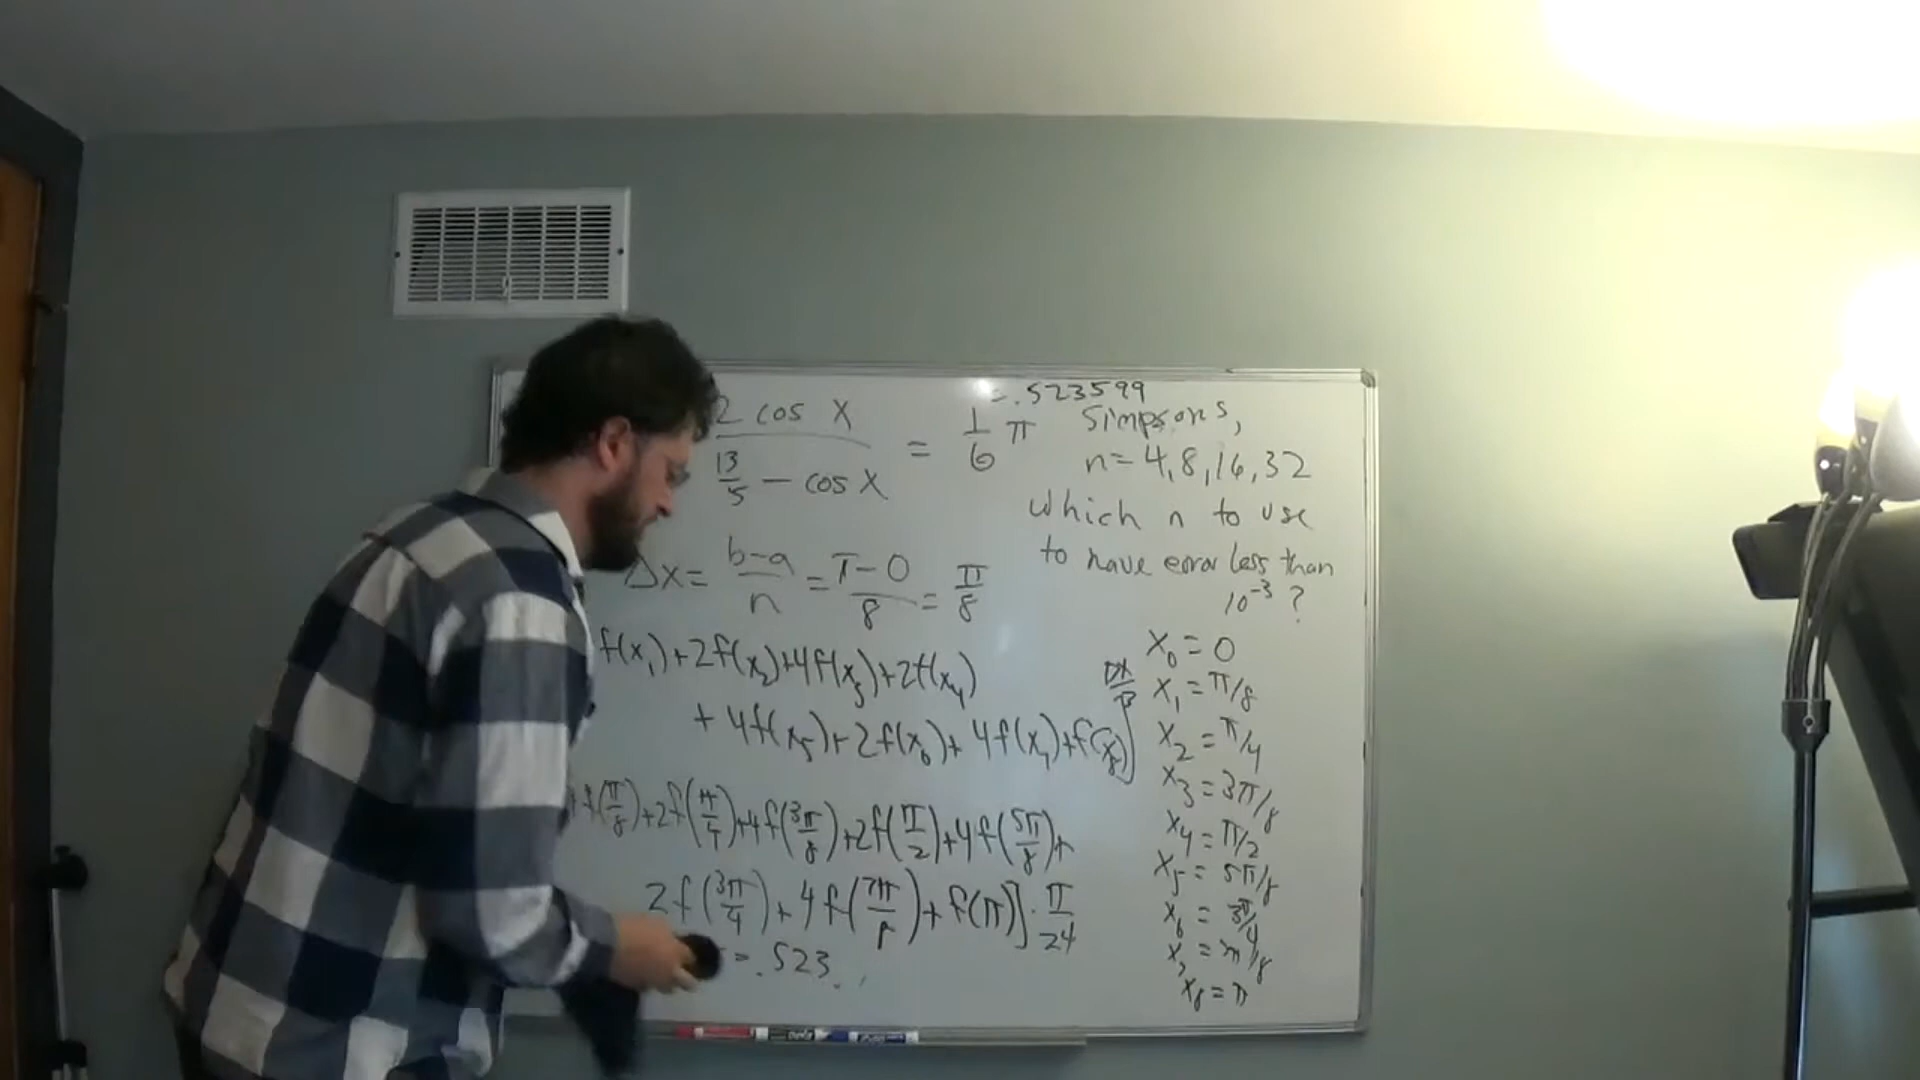 = .523599
2 cos x / (13/5 - cos x) = 1/6 π
Simpsons,
n=4,8,16,32
which n to use
to have error less than
10^-3 ?
Δx = b-a / n = π-0 / 8 = π/8
f(x₁)+2f(x₂)+4f(x₃)+2f(x₄)
+ 4f(x₅)+2f(x₆)+4f(x₇)+f(x₈)]
Δx/3
f(π/8)+2f(π/4)+4f(3π/8)+2f(π/2)+4f(5π/8)+
2f(3π/4)+4f(7π/8)+f(π)]·π/24
= .523...
x₀ = 0
x₁ = π/8
x₂ = π/4
x₃ = 3π/8
x₄ = π/2
x₅ = 5π/8
x₆ = 3π/4
x₇ = 7π/8
x₈ = π